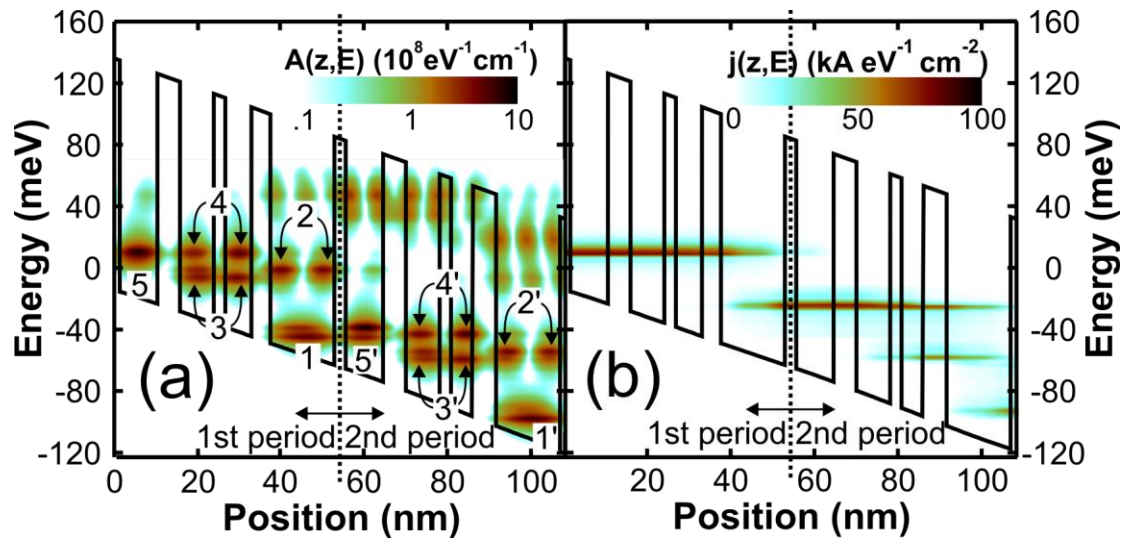 160
120
80
40
0
-40
-80
-120
Energy (meV)
A(z,E) (10⁸eV⁻¹ cm⁻¹)
.1 1 10
4
2
5
3
1
5'
4'
2'
3'
1'
(a)
1st period 2nd period
0 20 40 60 80 100
Position (nm)
j(z,E) (kA eV⁻¹ cm⁻²)
0 50 100
(b)
1st period 2nd period
0 20 40 60 80 100
Position (nm)
160
120
80
40
0
-40
-80
-120
Energy (meV)